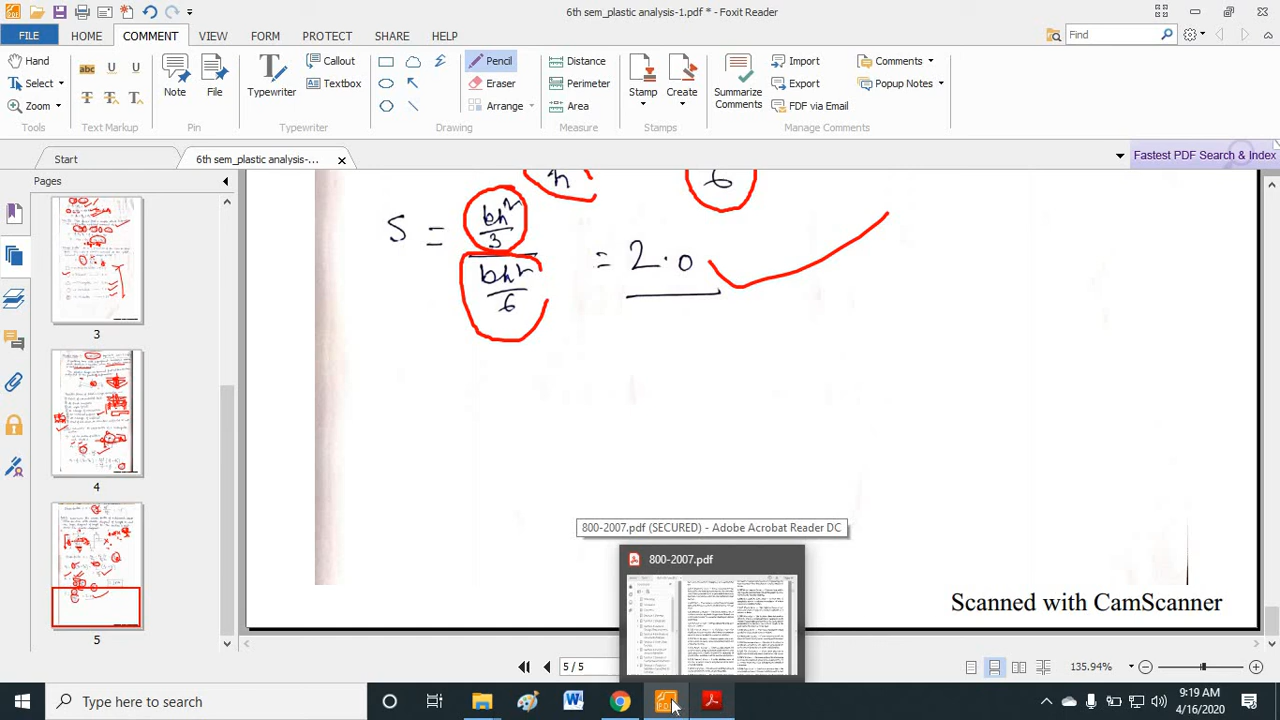 6th sem_plastic analysis-1.pdf * - Foxit Reader
FILE HOME COMMENT VIEW FORM PROTECT SHARE HELP
Find
Hand
Select
Zoom
Tools
Text Markup
Note
File
Pin
Typewriter
Callout
Textbox
Typewriter
Pencil
Eraser
Arrange
Drawing
Distance
Perimeter
Area
Measure
Stamp
Create
Stamps
Summarize
Comments
Import
Export
FDF via Email
Comments
Popup Notes
Manage Comments
Start
6th sem_plastic analysis-...
Fastest PDF Search & Index
Pages
3
4
5
h
6
S = bh²/3
bh²/6
= 2.0
800-2007.pdf (SECURED) - Adobe Acrobat Reader DC
800-2007.pdf
Scanned with CamScanner
5 / 5
Type here to search
9:19 AM
4/16/2020